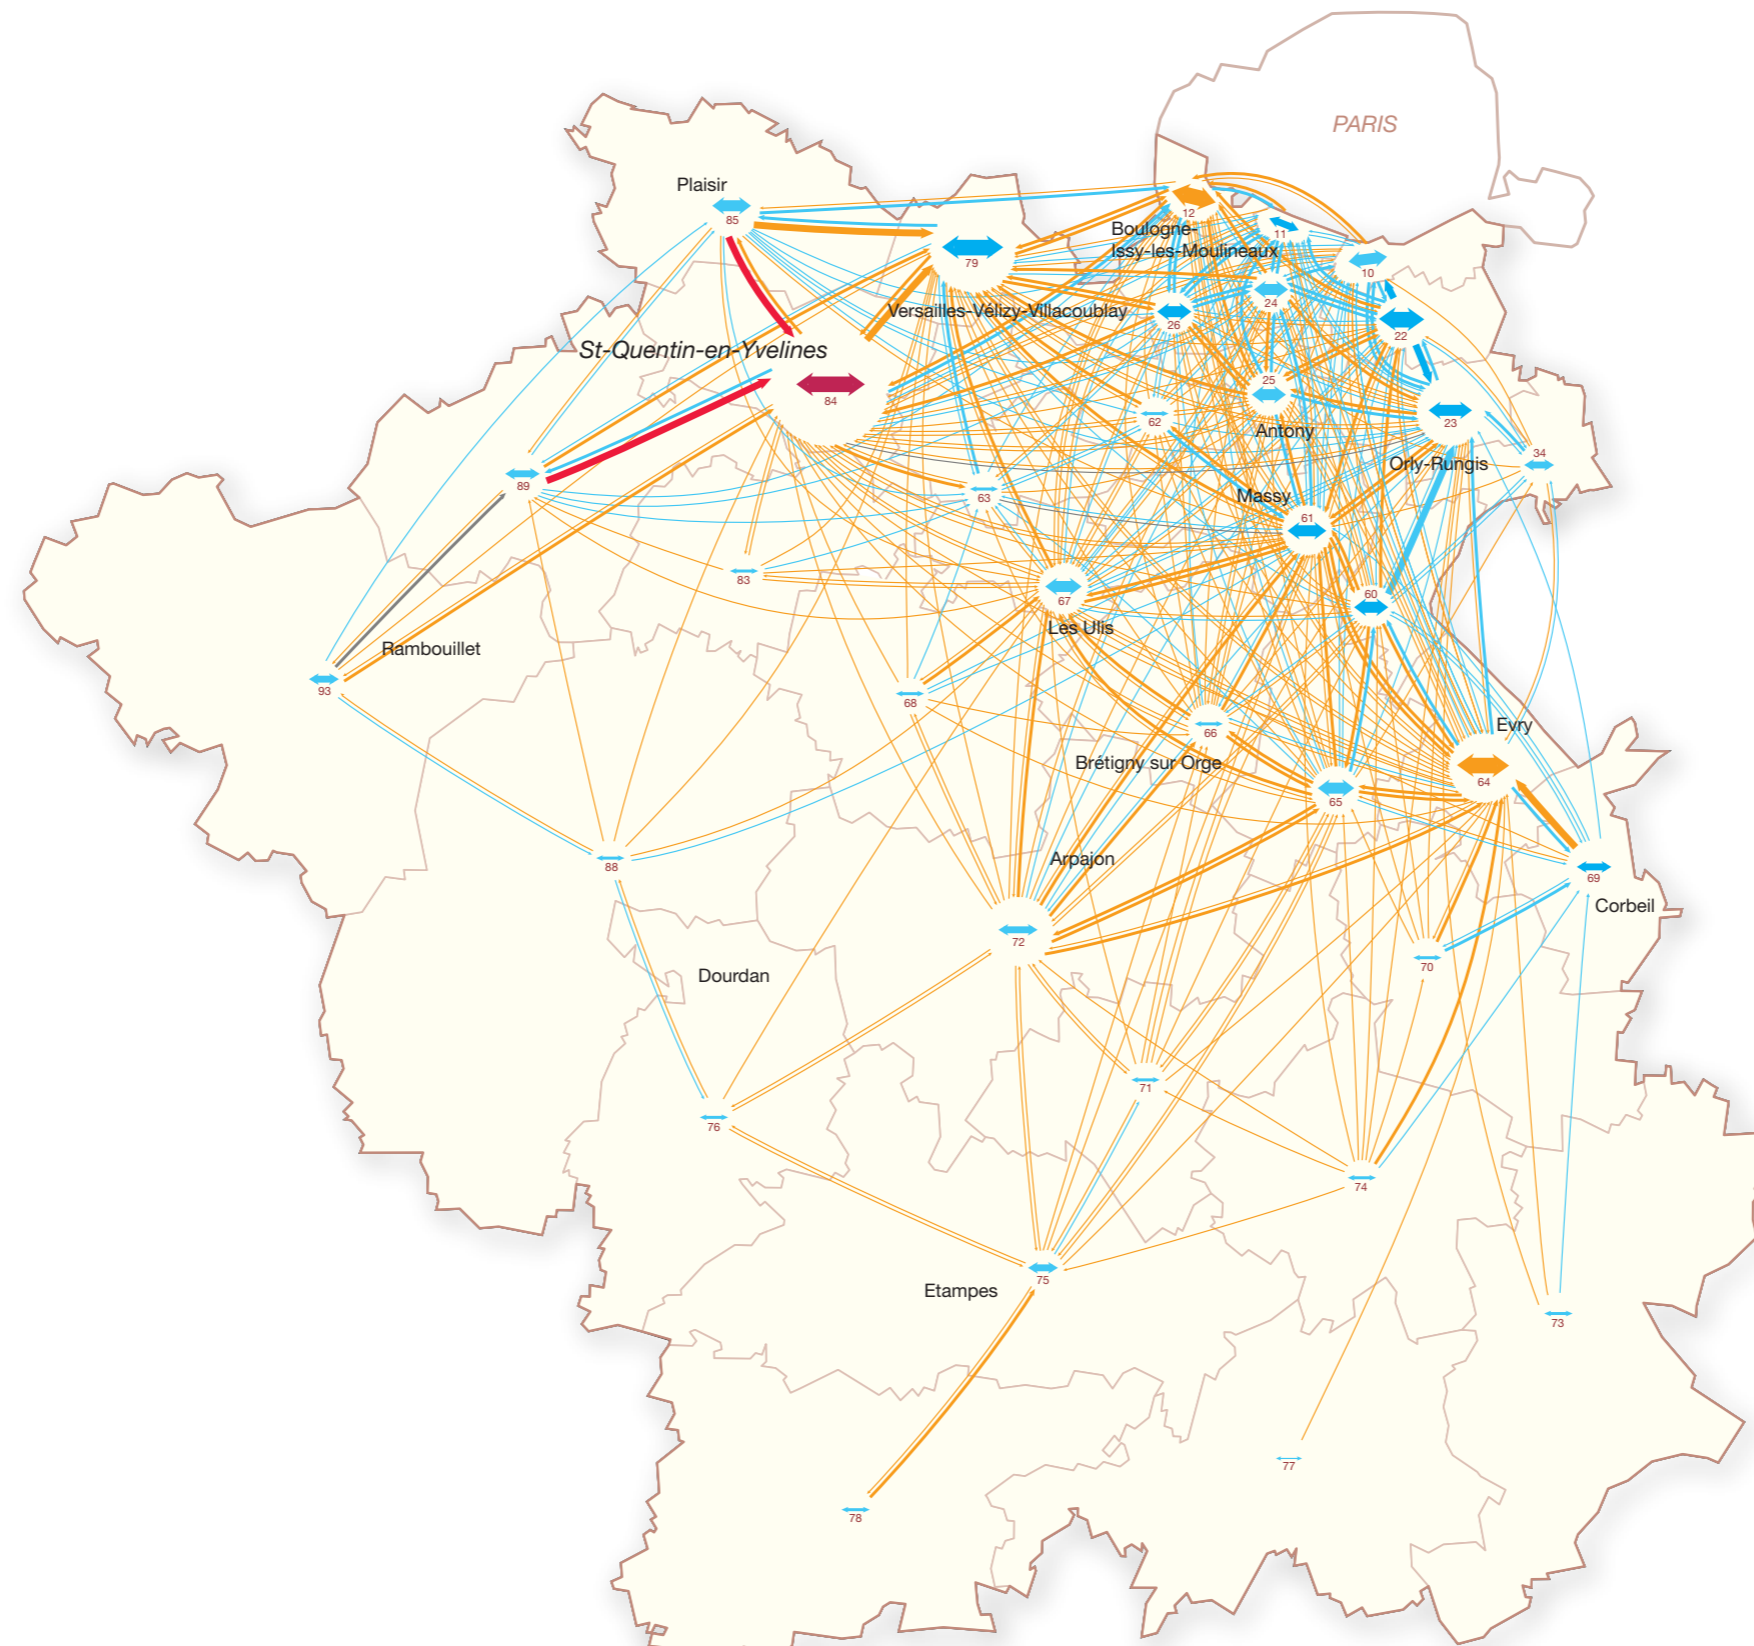 PARIS
Plaisir
85
12
11
Boulogne-
Issy-les-Moulineaux
79
10
24
Versailles-Vélizy-Villacoublay
26
22
St-Quentin-en-Yvelines
84
25
62
23
Antony
34
Orly-Rungis
89
63
Massy
61
83
67
60
Les Ulis
Rambouillet
93
68
66
Evry
Brétigny sur Orge
64
65
88
Arpajon
69
Corbeil
72
70
Dourdan
71
76
74
75
Etampes
73
77
78